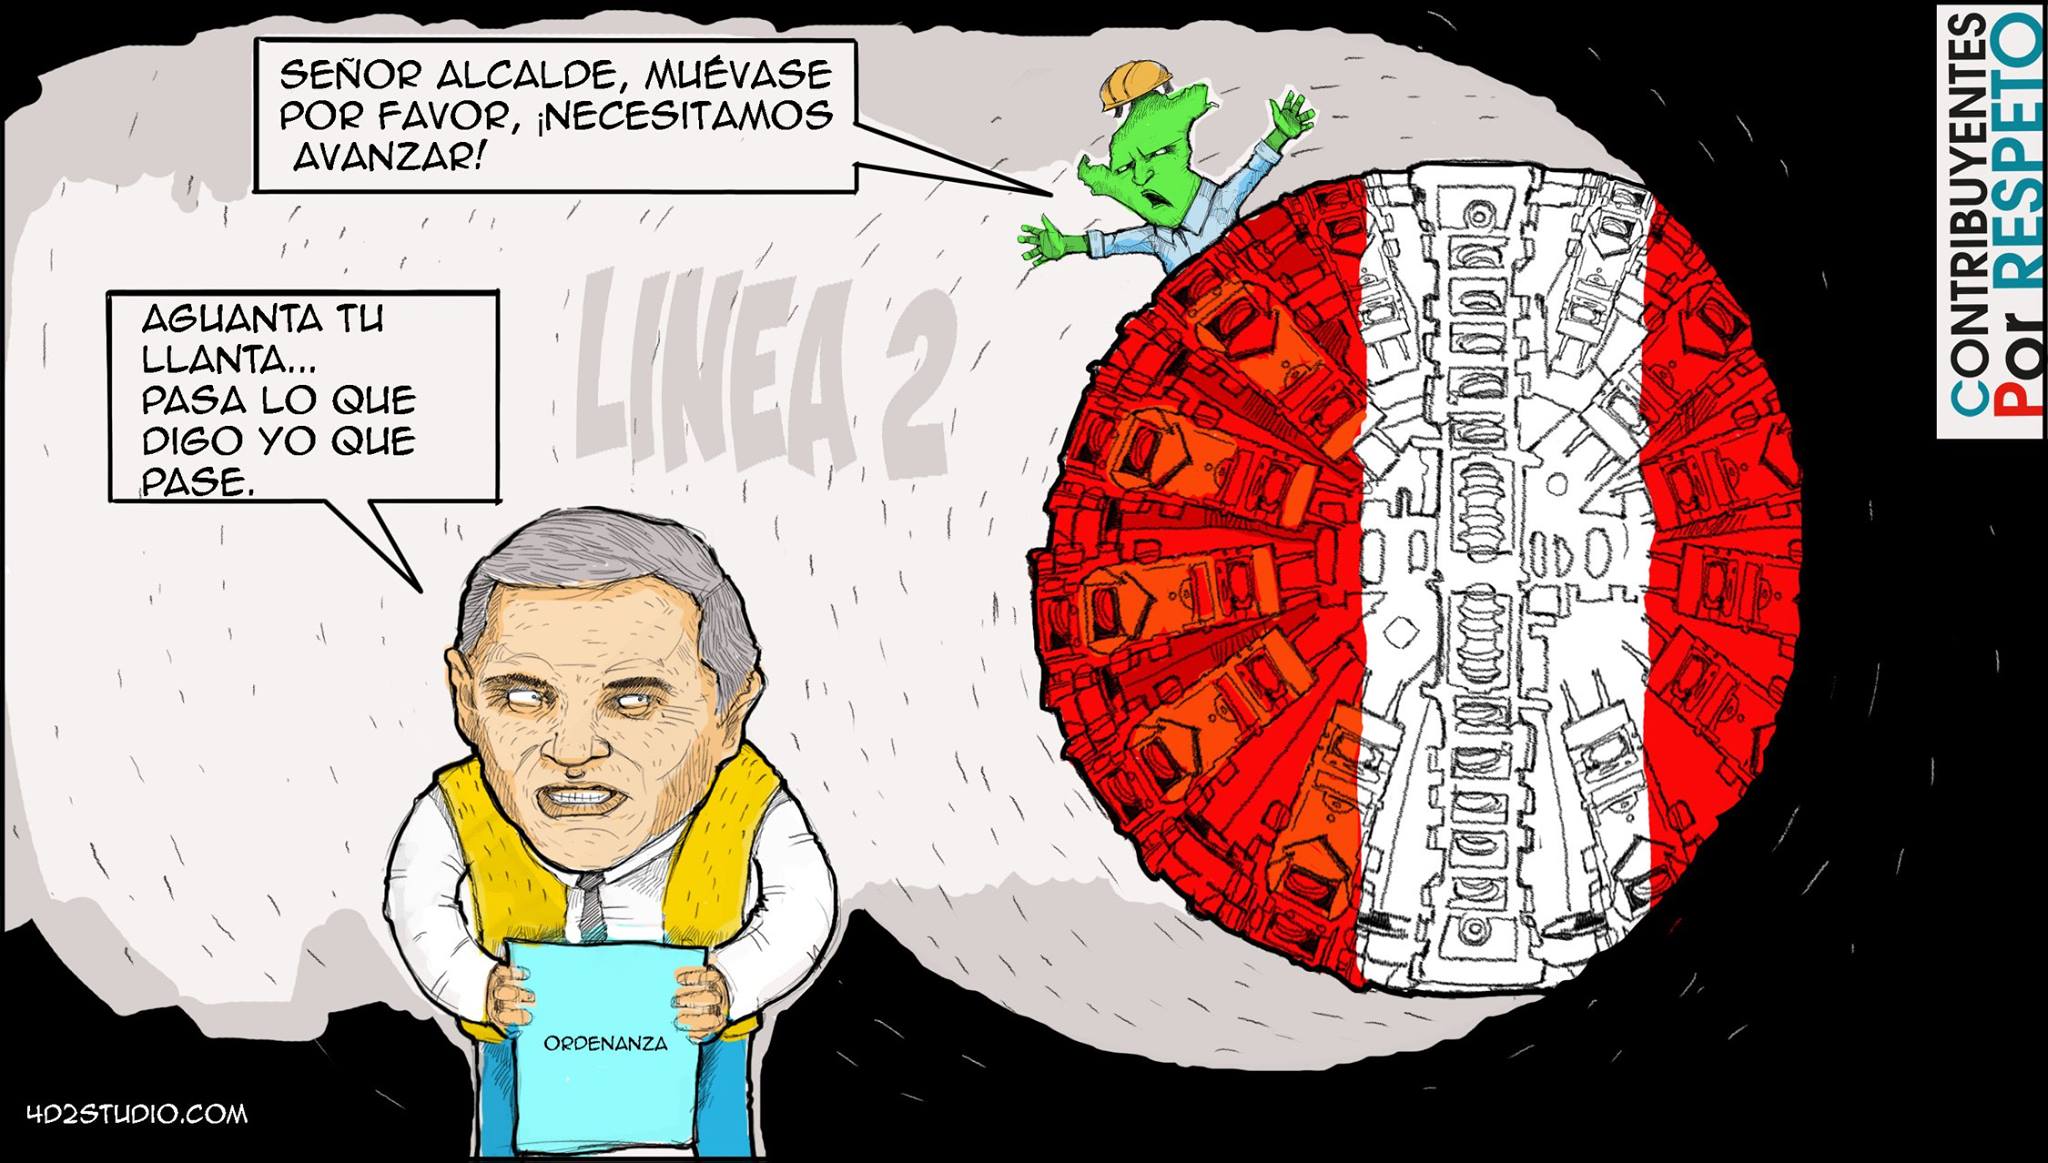 SEÑOR ALCALDE, MUÉVASE
POR FAVOR, ¡NECESITAMOS
AVANZAR!
AGUANTA TU
LLANTA...
PASA LO QUE
DIGO YO QUE
PASE.
LINEA 2
ORDENANZA
4D2STUDIO.COM
CONTRIBUYENTES
Por RESPETO